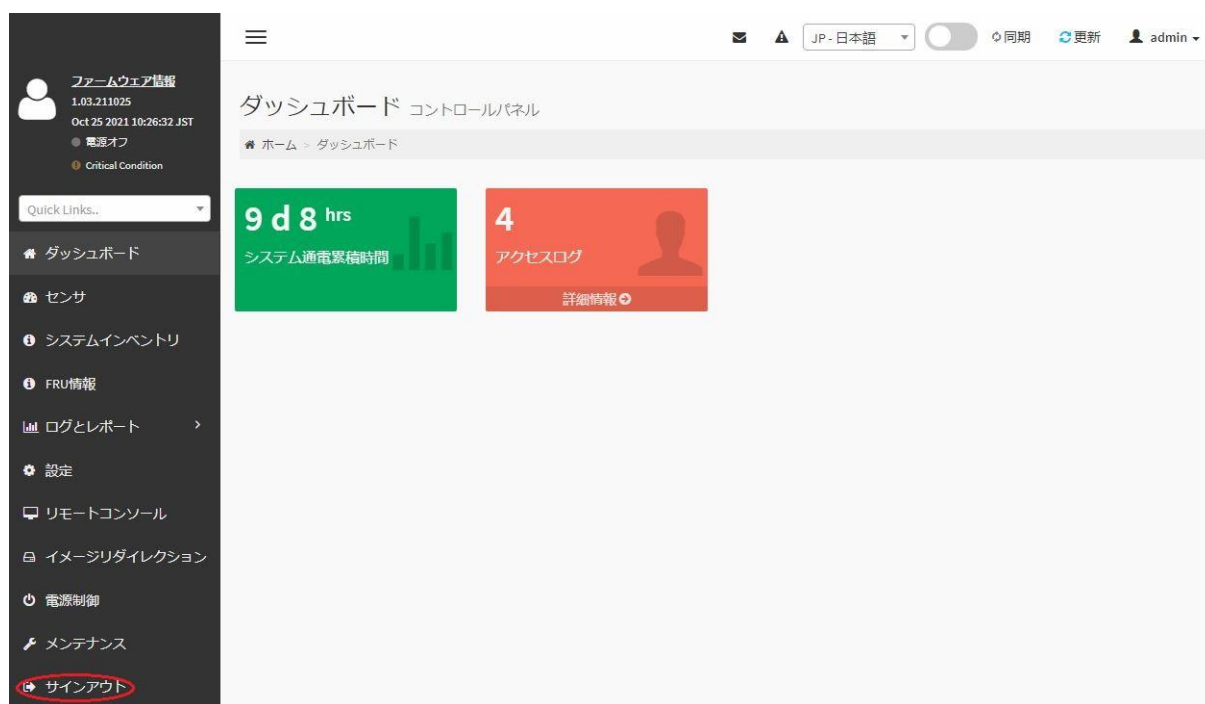 JP - 日本語
同期
更新
admin
ファームウェア情報
1.03.211025
Oct 25 2021 10:26:32 JST
電源オフ
Critical Condition
Quick Links..
ダッシュボード
センサ
システムインベントリ
FRU情報
ログとレポート
設定
リモートコンソール
イメージリダイレクション
電源制御
メンテナンス
サインアウト
ダッシュボード コントロールパネル
ホーム > ダッシュボード
9 d 8 hrs
システム通電累積時間
4
アクセスログ
詳細情報